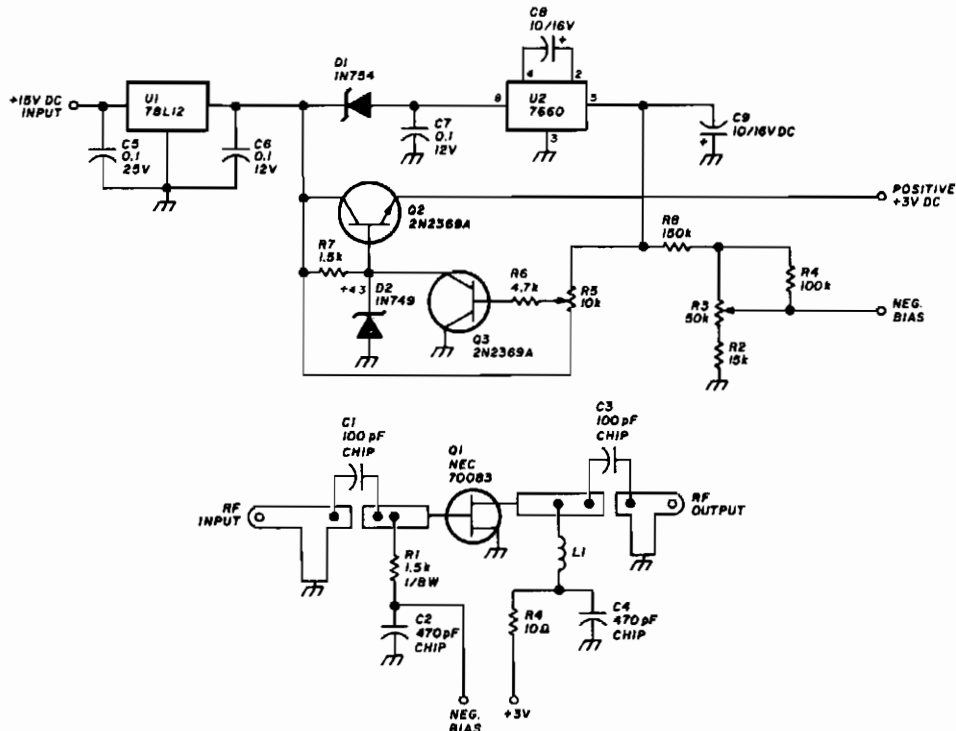 +15V DC
INPUT
U1
78L12
C5
0.1
25V
C6
0.1
12V
D1
1N754
C7
0.1
12V
C8
10/16V
+
4
2
8
U2
7660
5
3
C9
10/16VDC
+
Q2
2N2369A
POSITIVE
+3V DC
R7
1.5k
+4.3
D2
1N749
R6
4.7k
R5
10k
Q3
2N2369A
R8
150k
R4
100k
R3
50k
NEG.
BIAS
R2
15k
C1
100pF
CHIP
Q1
NEC
70083
C3
100pF
CHIP
RF
INPUT
RF
OUTPUT
R1
1.5k
1/8W
L1
C2
470pF
CHIP
R4
10Ω
C4
470pF
CHIP
NEG.
BIAS
+3V